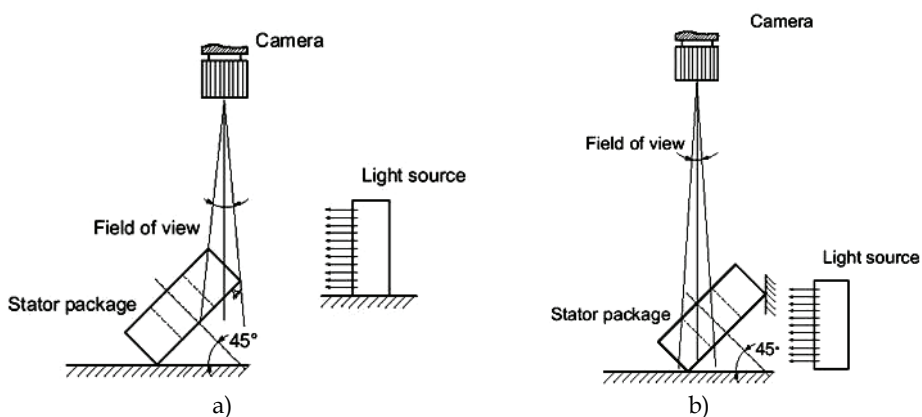 Camera
Field of view
Light source
Stator package
45°
a)
Camera
Field of view
Light source
Stator package
45°
b)